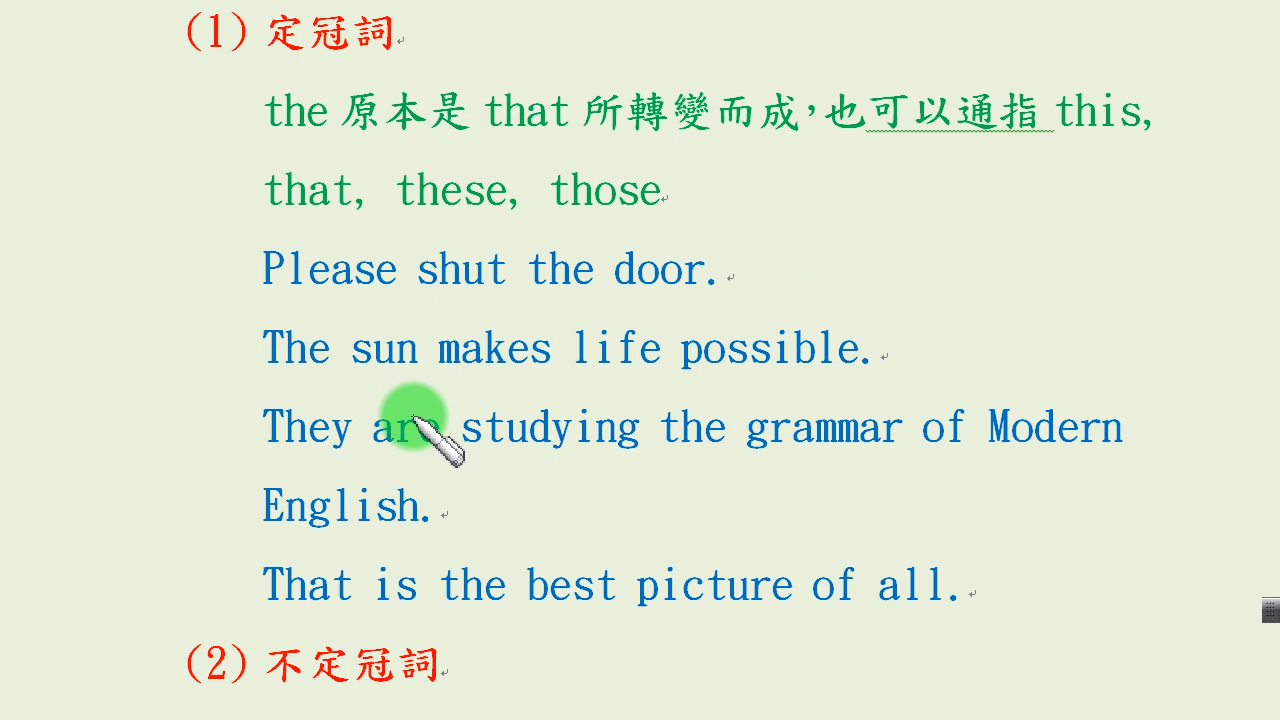 (1) 定冠詞
the 原本是 that 所轉變而成,也可以通指 this,
that, these, those
Please shut the door.
The sun makes life possible.
They are studying the grammar of Modern
English.
That is the best picture of all.
(2) 不定冠詞